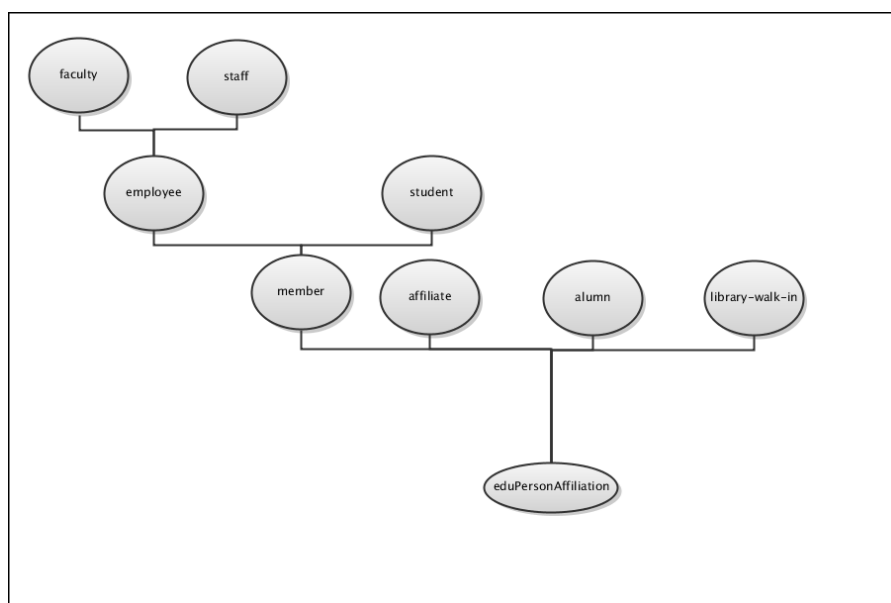 faculty
staff
employee
student
member
affiliate
alumn
library-walk-in
eduPersonAffiliation